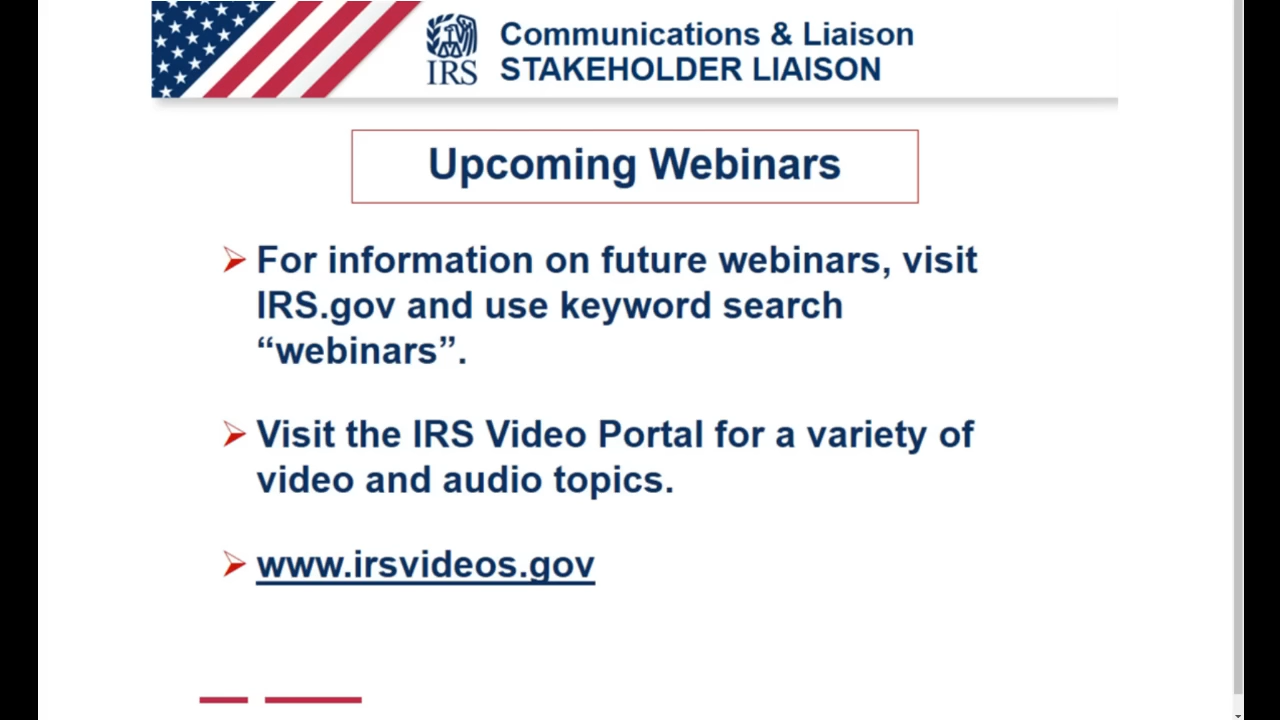 IRS
Communications & Liaison
STAKEHOLDER LIAISON
Upcoming Webinars
For information on future webinars, visit
IRS.gov and use keyword search
“webinars”.
Visit the IRS Video Portal for a variety of
video and audio topics.
www.irsvideos.gov